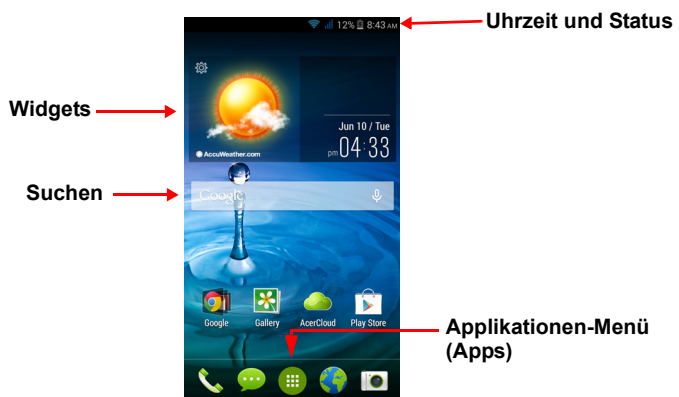 12% 8:43 AM
Uhrzeit und Status
Widgets
Jun 10 / Tue
AccuWeather.com
pm 04:33
Suchen
Google
Google Gallery AcerCloud Play Store
Applikationen-Menü
(Apps)